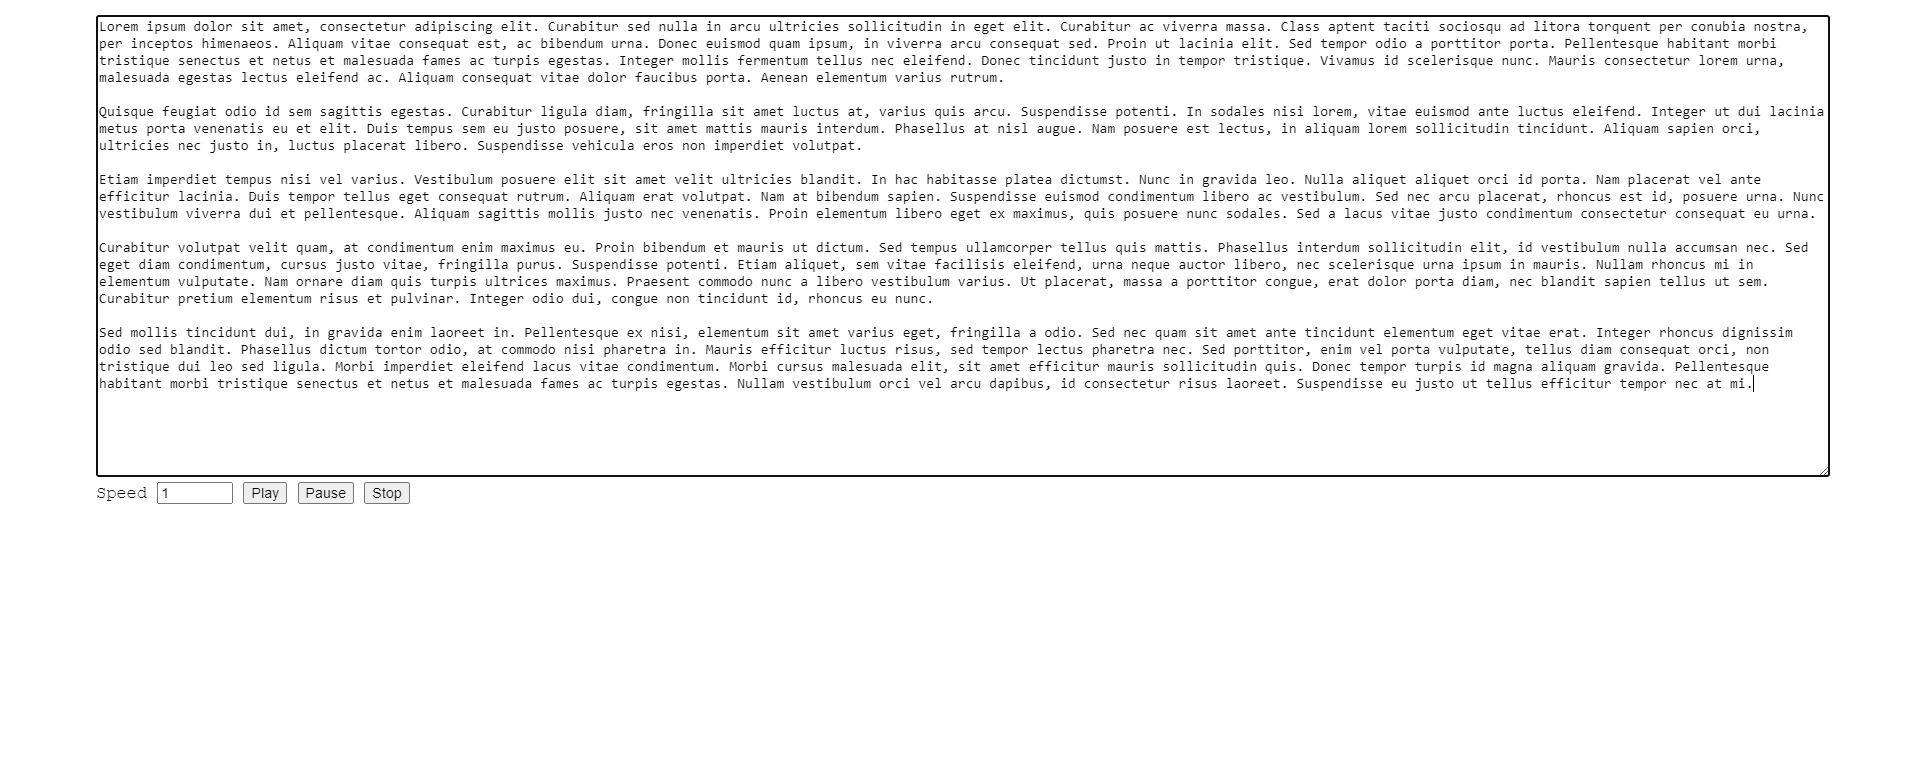 Lorem ipsum dolor sit amet, consectetur adipiscing elit. Curabitur sed nulla in arcu ultricies sollicitudin in eget elit. Curabitur ac viverra massa. Class aptent taciti sociosqu ad litora torquent per conubia nostra,
per inceptos himenaeos. Aliquam vitae consequat est, ac bibendum urna. Donec euismod quam ipsum, in viverra arcu consequat sed. Proin ut lacinia elit. Sed tempor odio a porttitor porta. Pellentesque habitant morbi
tristique senectus et netus et malesuada fames ac turpis egestas. Integer mollis fermentum tellus nec eleifend. Donec tincidunt justo in tempor tristique. Vivamus id scelerisque nunc. Mauris consectetur lorem urna,
malesuada egestas lectus eleifend ac. Aliquam consequat vitae dolor faucibus porta. Aenean elementum varius rutrum.

Quisque feugiat odio id sem sagittis egestas. Curabitur ligula diam, fringilla sit amet luctus at, varius quis arcu. Suspendisse potenti. In sodales nisi lorem, vitae euismod ante luctus eleifend. Integer ut dui lacinia
metus porta venenatis eu et elit. Duis tempus sem eu justo posuere, sit amet mattis mauris interdum. Phasellus at nisl augue. Nam posuere est lectus, in aliquam lorem sollicitudin tincidunt. Aliquam sapien orci,
ultricies nec justo in, luctus placerat libero. Suspendisse vehicula eros non imperdiet volutpat.

Etiam imperdiet tempus nisi vel varius. Vestibulum posuere elit sit amet velit ultricies blandit. In hac habitasse platea dictumst. Nunc in gravida leo. Nulla aliquet aliquet orci id porta. Nam placerat vel ante
efficitur lacinia. Duis tempor tellus eget consequat rutrum. Aliquam erat volutpat. Nam at bibendum sapien. Suspendisse euismod condimentum libero ac vestibulum. Sed nec arcu placerat, rhoncus est id, posuere urna. Nunc
vestibulum viverra dui et pellentesque. Aliquam sagittis mollis justo nec venenatis. Proin elementum libero eget ex maximus, quis posuere nunc sodales. Sed a lacus vitae justo condimentum consectetur consequat eu urna.

Curabitur volutpat velit quam, at condimentum enim maximus eu. Proin bibendum et mauris ut dictum. Sed tempus ullamcorper tellus quis mattis. Phasellus interdum sollicitudin elit, id vestibulum nulla accumsan nec. Sed
eget diam condimentum, cursus justo vitae, fringilla purus. Suspendisse potenti. Etiam aliquet, sem vitae facilisis eleifend, urna neque auctor libero, nec scelerisque urna ipsum in mauris. Nullam rhoncus mi in
elementum vulputate. Nam ornare diam quis turpis ultrices maximus. Praesent commodo nunc a libero vestibulum varius. Ut placerat, massa a porttitor congue, erat dolor porta diam, nec blandit sapien tellus ut sem.
Curabitur pretium elementum risus et pulvinar. Integer odio dui, congue non tincidunt id, rhoncus eu nunc.

Sed mollis tincidunt dui, in gravida enim laoreet in. Pellentesque ex nisi, elementum sit amet varius eget, fringilla a odio. Sed nec quam sit amet ante tincidunt elementum eget vitae erat. Integer rhoncus dignissim
odio sed blandit. Phasellus dictum tortor odio, at commodo nisi pharetra in. Mauris efficitur luctus risus, sed tempor lectus pharetra nec. Sed porttitor, enim vel porta vulputate, tellus diam consequat orci, non
tristique dui leo sed ligula. Morbi imperdiet eleifend lacus vitae condimentum. Morbi cursus malesuada elit, sit amet efficitur mauris sollicitudin quis. Donec tempor turpis id magna aliquam gravida. Pellentesque
habitant morbi tristique senectus et netus et malesuada fames ac turpis egestas. Nullam vestibulum orci vel arcu dapibus, id consectetur risus laoreet. Suspendisse eu justo ut tellus efficitur tempor nec at mi.
Speed 1 Play Pause Stop